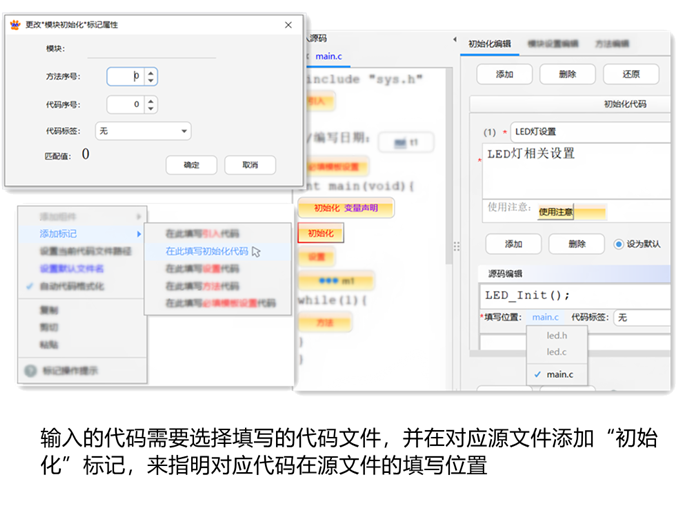 更改"模块初始化"标记属性
模块：
方法序号： 0
代码序号： 0
代码标签： 无
匹配值： 0
确定 取消
添加组件
添加标记
设置当前代码文件路径
设置默认文件名
自动代码格式化
复制
剪切
粘贴
标记操作提示
在此填写引入代码
在此填写初始化代码
在此填写设置代码
在此填写方法代码
在此填写必填模板设置代码
源码
main.c
include "sys.h"
引入
/编写日期： t1
必填模板设置
nt main(void){
初始化 变量声明
初始化
设置
m1
while(1){
方法
}
}
初始化编辑 模块设置编辑 方法编辑
添加 删除 还原
初始化代码
(1) * LED灯设置
* LED灯相关设置
使用注意： 使用注意
添加 删除 设为默认
源码编辑
LED_Init();
*填写位置： main.c 代码标签： 无
led.h
led.c
main.c
输入的代码需要选择填写的代码文件，并在对应源文件添加“初始
化”标记，来指明对应代码在源文件的填写位置